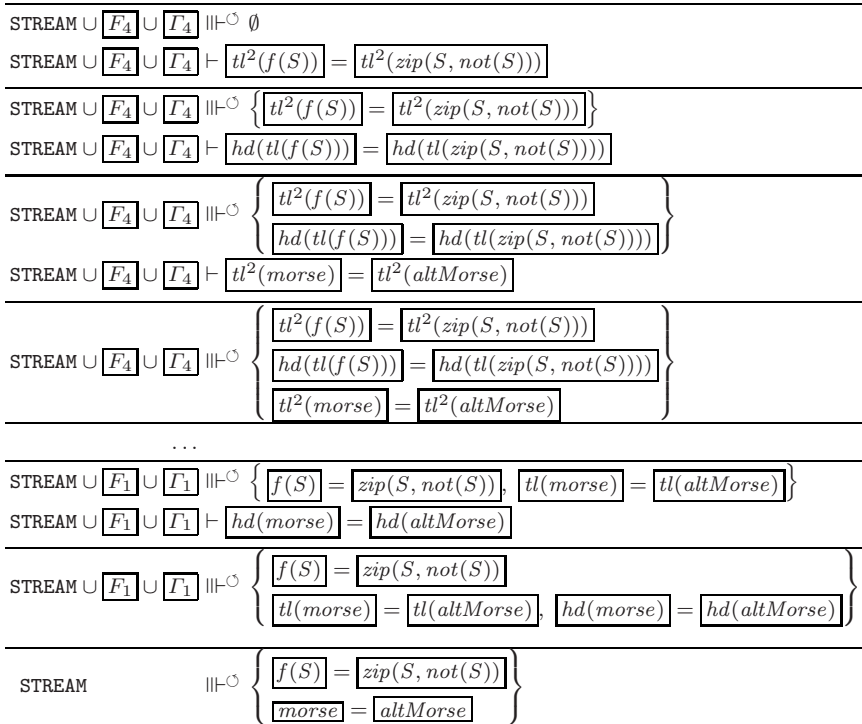 STREAM ∪ F₄ ∪ Γ₄ ⫴⊢↺ ∅
STREAM ∪ F₄ ∪ Γ₄ ⊢ tl²(f(S)) = tl²(zip(S, not(S)))
STREAM ∪ F₄ ∪ Γ₄ ⫴⊢↺ { tl²(f(S)) = tl²(zip(S, not(S))) }
STREAM ∪ F₄ ∪ Γ₄ ⊢ hd(tl(f(S))) = hd(tl(zip(S, not(S))))
STREAM ∪ F₄ ∪ Γ₄ ⫴⊢↺ { tl²(f(S)) = tl²(zip(S, not(S)))
hd(tl(f(S))) = hd(tl(zip(S, not(S)))) }
STREAM ∪ F₄ ∪ Γ₄ ⊢ tl²(morse) = tl²(altMorse)
STREAM ∪ F₄ ∪ Γ₄ ⫴⊢↺ { tl²(f(S)) = tl²(zip(S, not(S)))
hd(tl(f(S))) = hd(tl(zip(S, not(S))))
tl²(morse) = tl²(altMorse) }
...
STREAM ∪ F₁ ∪ Γ₁ ⫴⊢↺ { f(S) = zip(S, not(S)), tl(morse) = tl(altMorse) }
STREAM ∪ F₁ ∪ Γ₁ ⊢ hd(morse) = hd(altMorse)
STREAM ∪ F₁ ∪ Γ₁ ⫴⊢↺ { f(S) = zip(S, not(S))
tl(morse) = tl(altMorse), hd(morse) = hd(altMorse) }
STREAM ⫴⊢↺ { f(S) = zip(S, not(S))
morse = altMorse }